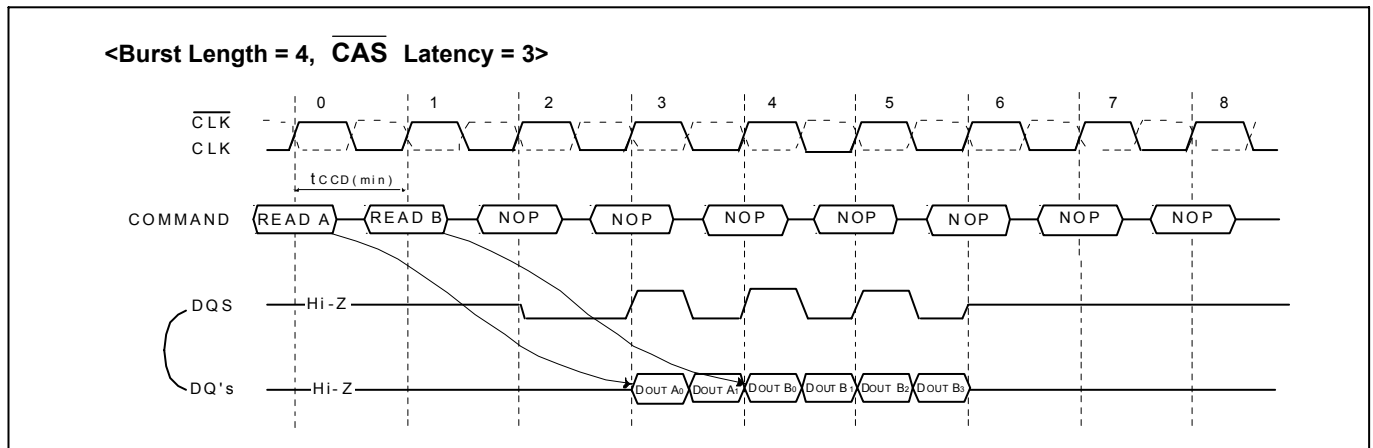 <Burst Length = 4, CAS Latency = 3>
0 1 2 3 4 5 6 7 8
CLK
CLK
tCCD(min)
COMMAND READ A READ B NOP NOP NOP NOP NOP NOP NOP
DQS Hi-Z
DQ's Hi-Z DOUT A0 DOUT A1 DOUT B0 DOUT B1 DOUT B2 DOUT B3